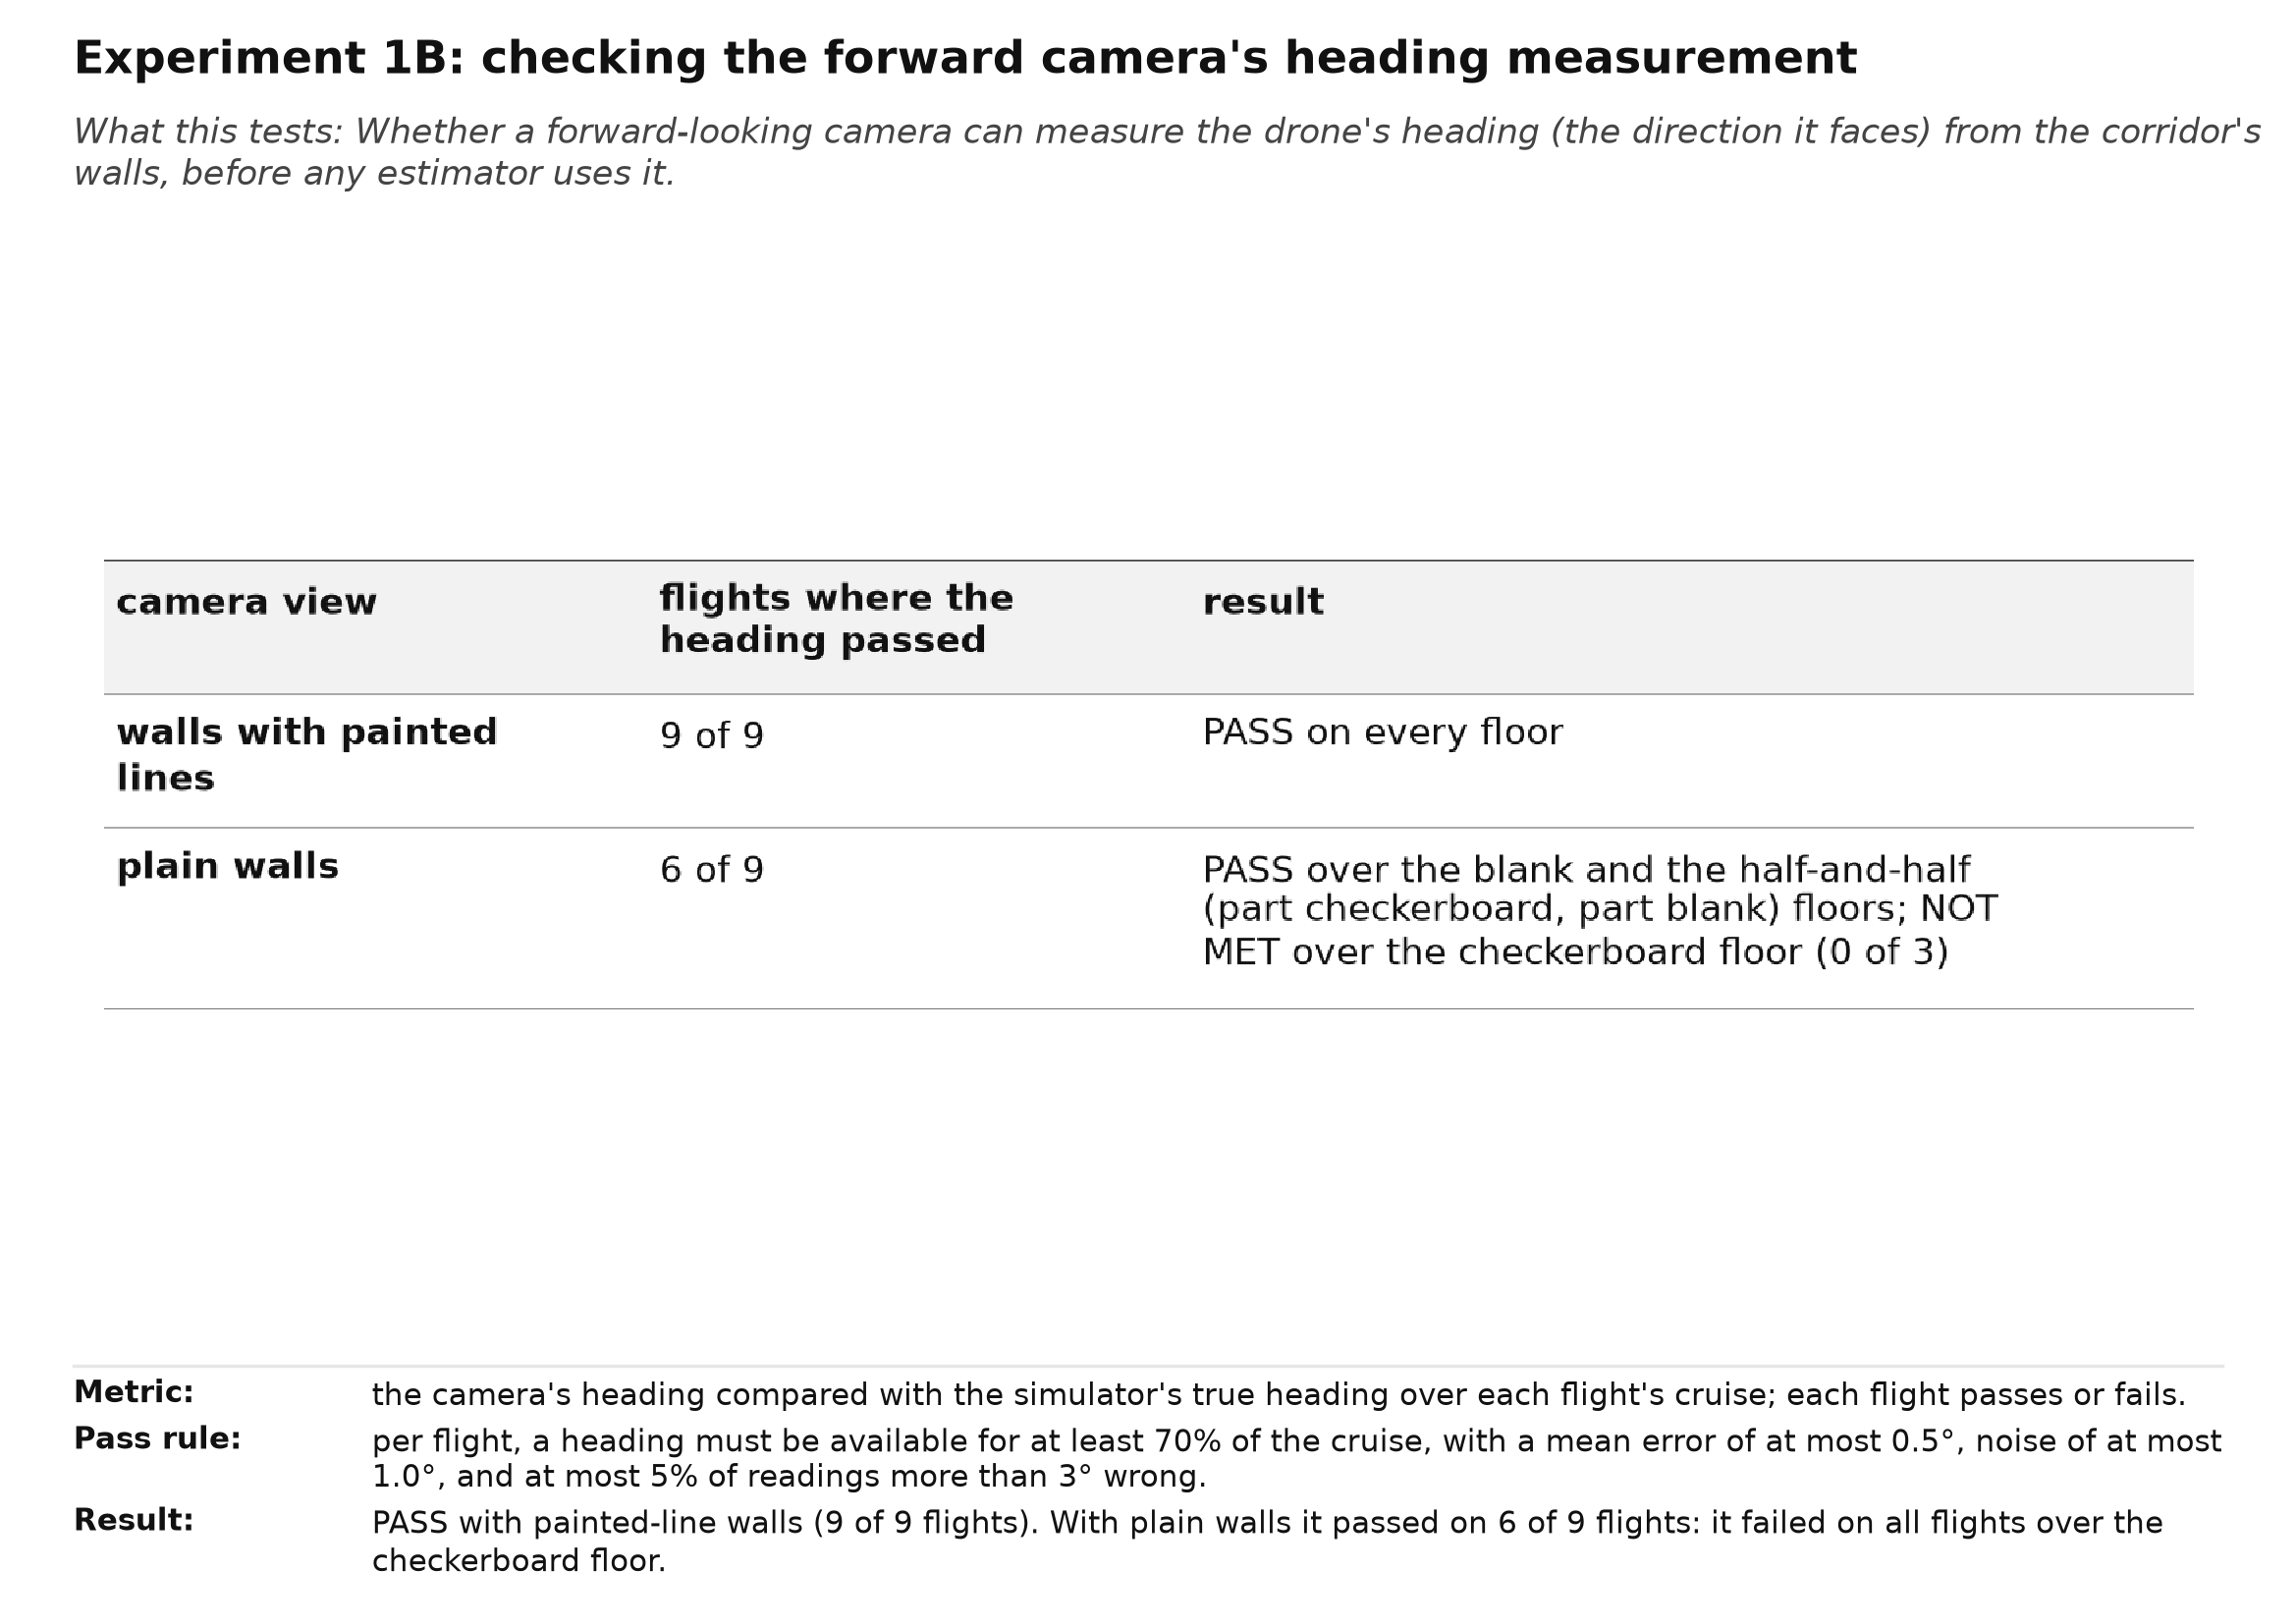 Experiment 1B: checking the forward camera's heading measurement
What this tests: Whether a forward-looking camera can measure the drone's heading (the direction it faces) from the corridor's
walls, before any estimator uses it.
camera view
flights where the
heading passed
result
walls with painted
lines
9 of 9
PASS on every floor
plain walls
6 of 9
PASS over the blank and the half-and-half
(part checkerboard, part blank) floors; NOT
MET over the checkerboard floor (0 of 3)
Metric: the camera's heading compared with the simulator's true heading over each flight's cruise; each flight passes or fails.
Pass rule: per flight, a heading must be available for at least 70% of the cruise, with a mean error of at most 0.5°, noise of at most
1.0°, and at most 5% of readings more than 3° wrong.
Result: PASS with painted-line walls (9 of 9 flights). With plain walls it passed on 6 of 9 flights: it failed on all flights over the
checkerboard floor.